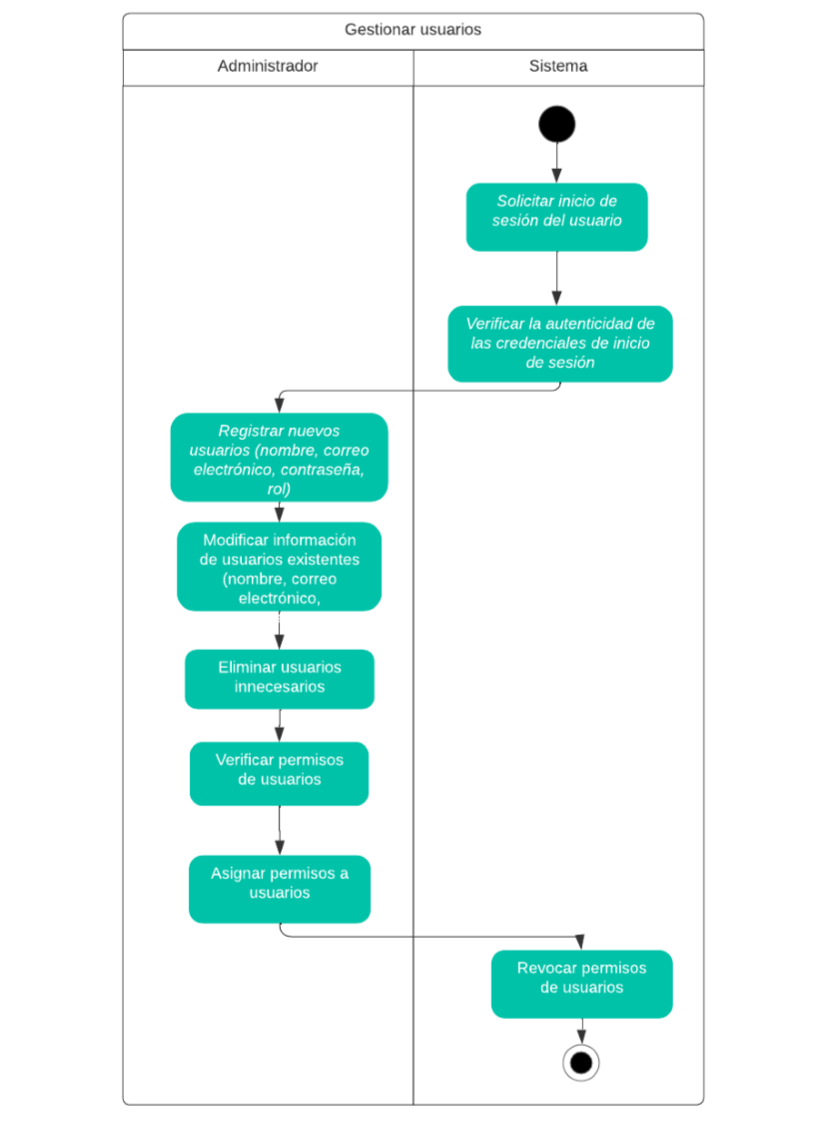 Gestionar usuarios
Administrador
Sistema
Solicitar inicio de
sesión del usuario
Verificar la autenticidad de
las credenciales de inicio
de sesión
Registrar nuevos
usuarios (nombre, correo
electrónico, contraseña,
rol)
Modificar información
de usuarios existentes
(nombre, correo
electrónico,
Eliminar usuarios
innecesarios
Verificar permisos
de usuarios
Asignar permisos a
usuarios
Revocar permisos
de usuarios